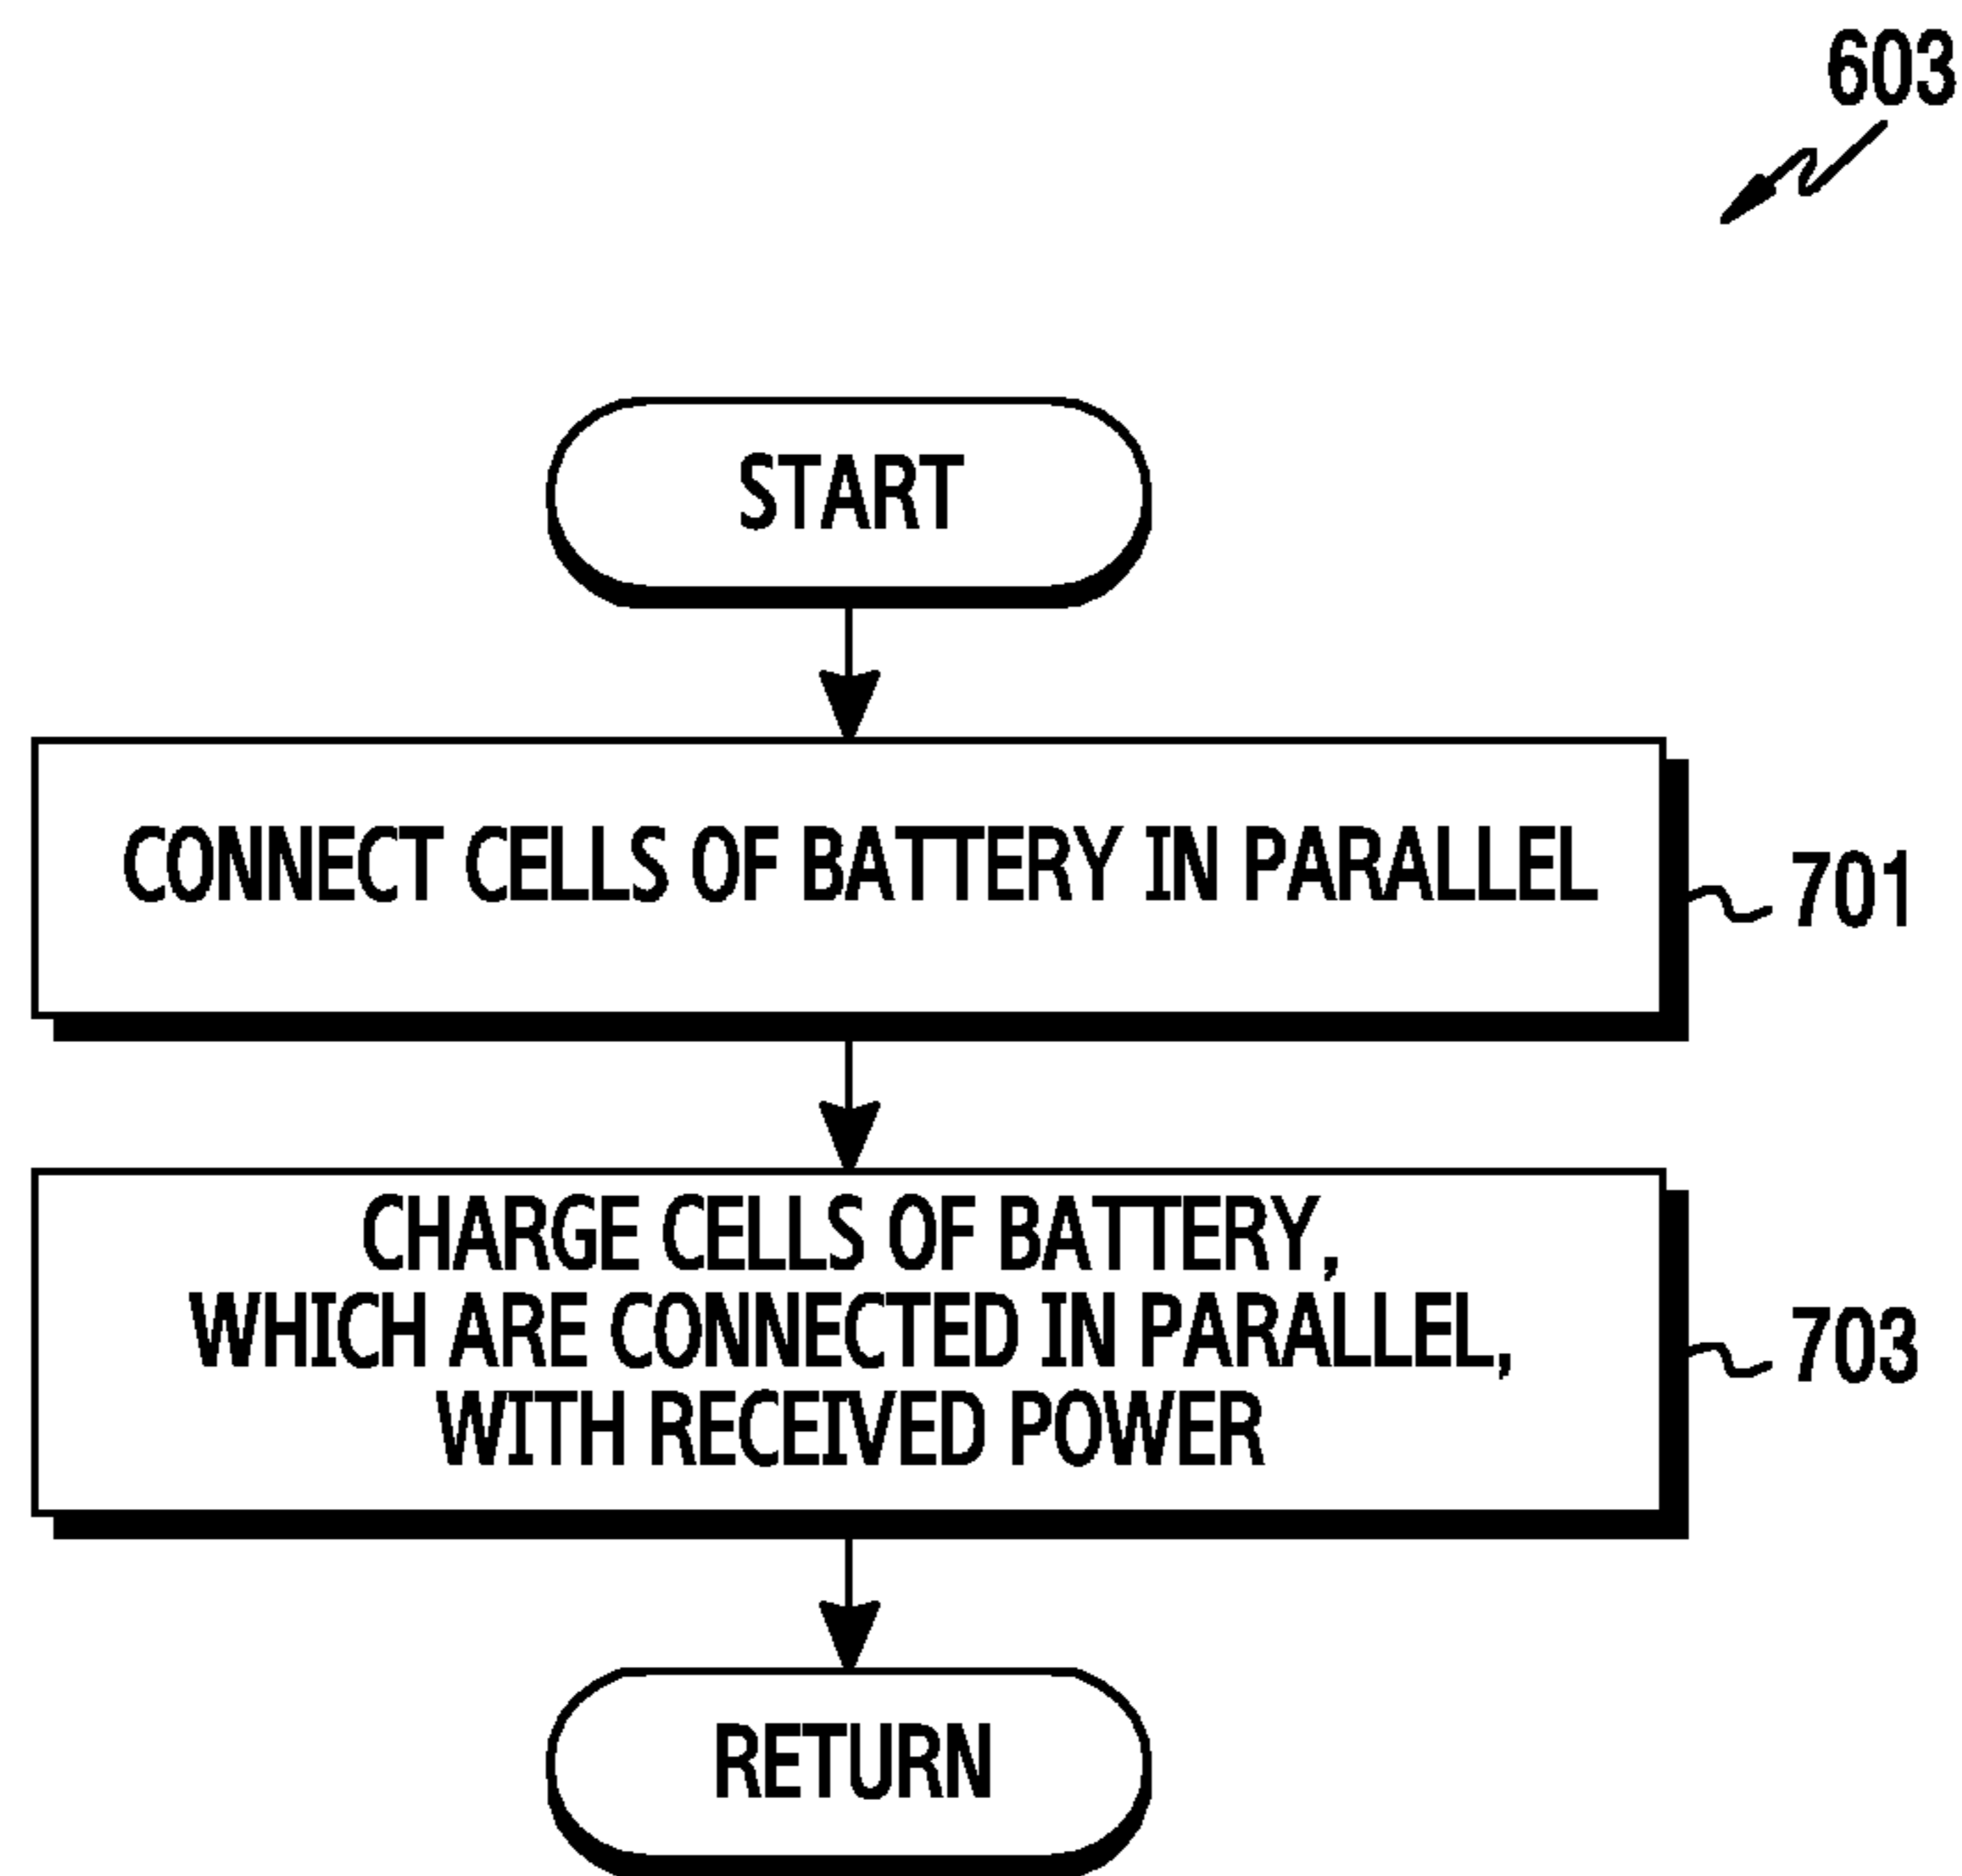 603
START
CONNECT CELLS OF BATTERY IN PARALLEL
701
CHARGE CELLS OF BATTERY,
WHICH ARE CONNECTED IN PARALLEL,
WITH RECEIVED POWER
703
RETURN